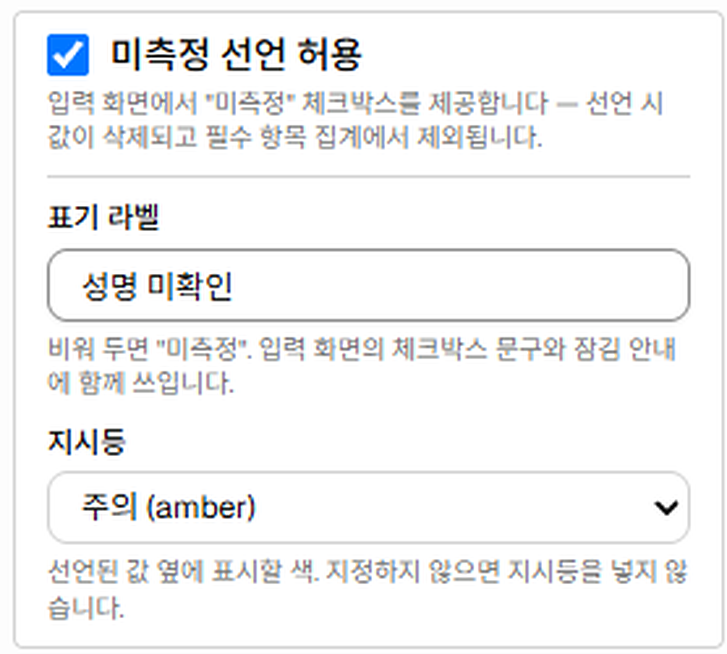 미측정 선언 허용
입력 화면에서 "미측정" 체크박스를 제공합니다 — 선언 시
값이 삭제되고 필수 항목 집계에서 제외됩니다.
표기 라벨
성명 미확인
비워 두면 "미측정". 입력 화면의 체크박스 문구와 잠김 안내
에 함께 쓰입니다.
지시등
주의 (amber)
선언된 값 옆에 표시할 색. 지정하지 않으면 지시등을 넣지 않
습니다.